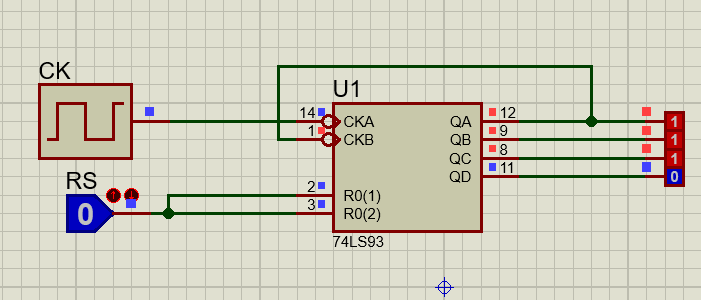 CK
U1
14 CKA QA 12 1
1 CKB QB 9 1
8 QC 1
RS
QD 11 0
0
2 R0(1)
3 R0(2)
74LS93